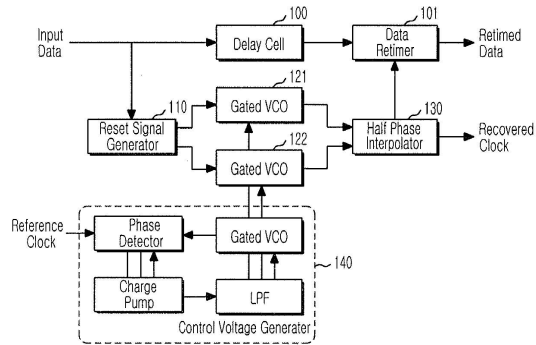 100
101
Input
Data
Delay Cell
Data
Retimer
Retimed
Data
121
110
Gated VCO
130
Reset Signal
Generator
122
Half Phase
Interpolator
Recovered
Clock
Gated VCO
Reference
Clock
Phase
Detector
Gated VCO
140
Charge
Pump
LPF
Control Voltage Generater